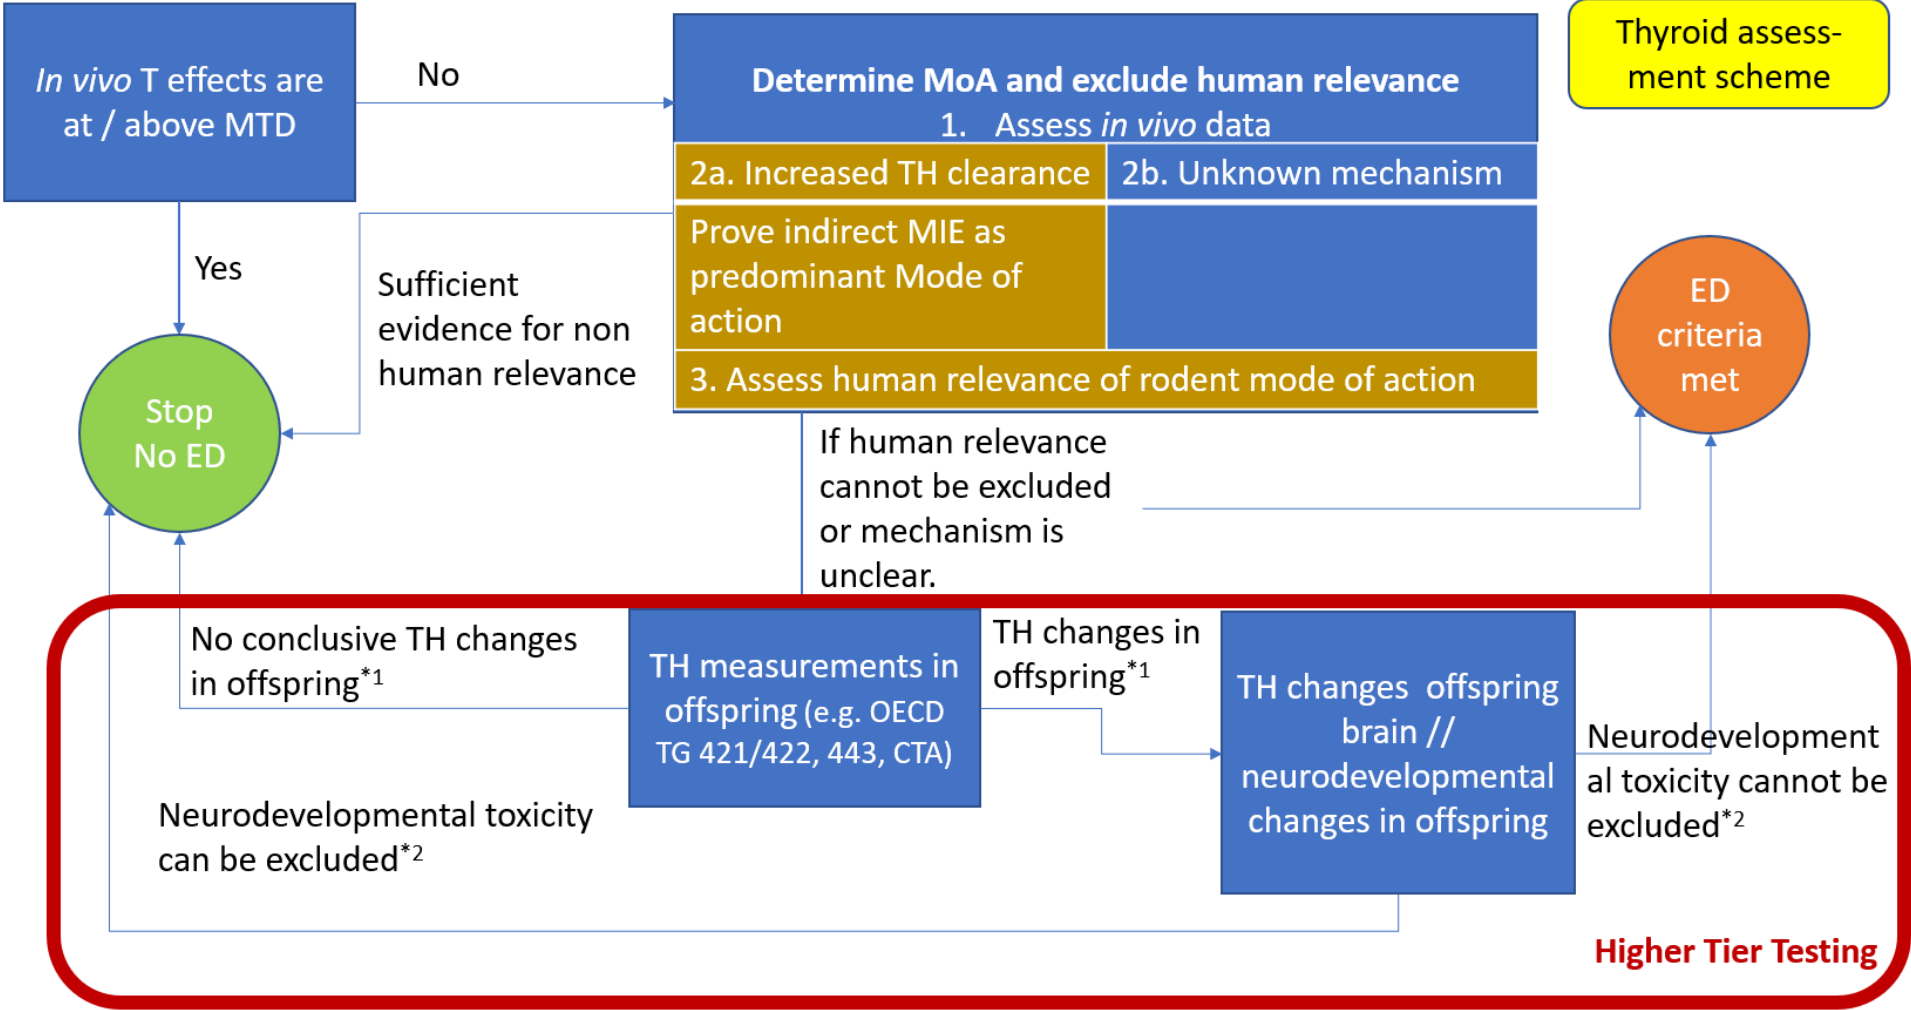 In vivo T effects are
at / above MTD
No
Determine MoA and exclude human relevance
1. Assess in vivo data
2a. Increased TH clearance
2b. Unknown mechanism
Prove indirect MIE as
predominant Mode of
action
3. Assess human relevance of rodent mode of action
Thyroid assess-
ment scheme
Yes
Sufficient
evidence for non
human relevance
ED
criteria
met
Stop
No ED
If human relevance
cannot be excluded
or mechanism is
unclear.
No conclusive TH changes
in offspring*1
TH measurements in
offspring (e.g. OECD
TG 421/422, 443, CTA)
TH changes in
offspring*1
TH changes offspring
brain //
neurodevelopmental
changes in offspring
Neurodevelopment
al toxicity cannot be
excluded*2
Neurodevelopmental toxicity
can be excluded*2
Higher Tier Testing